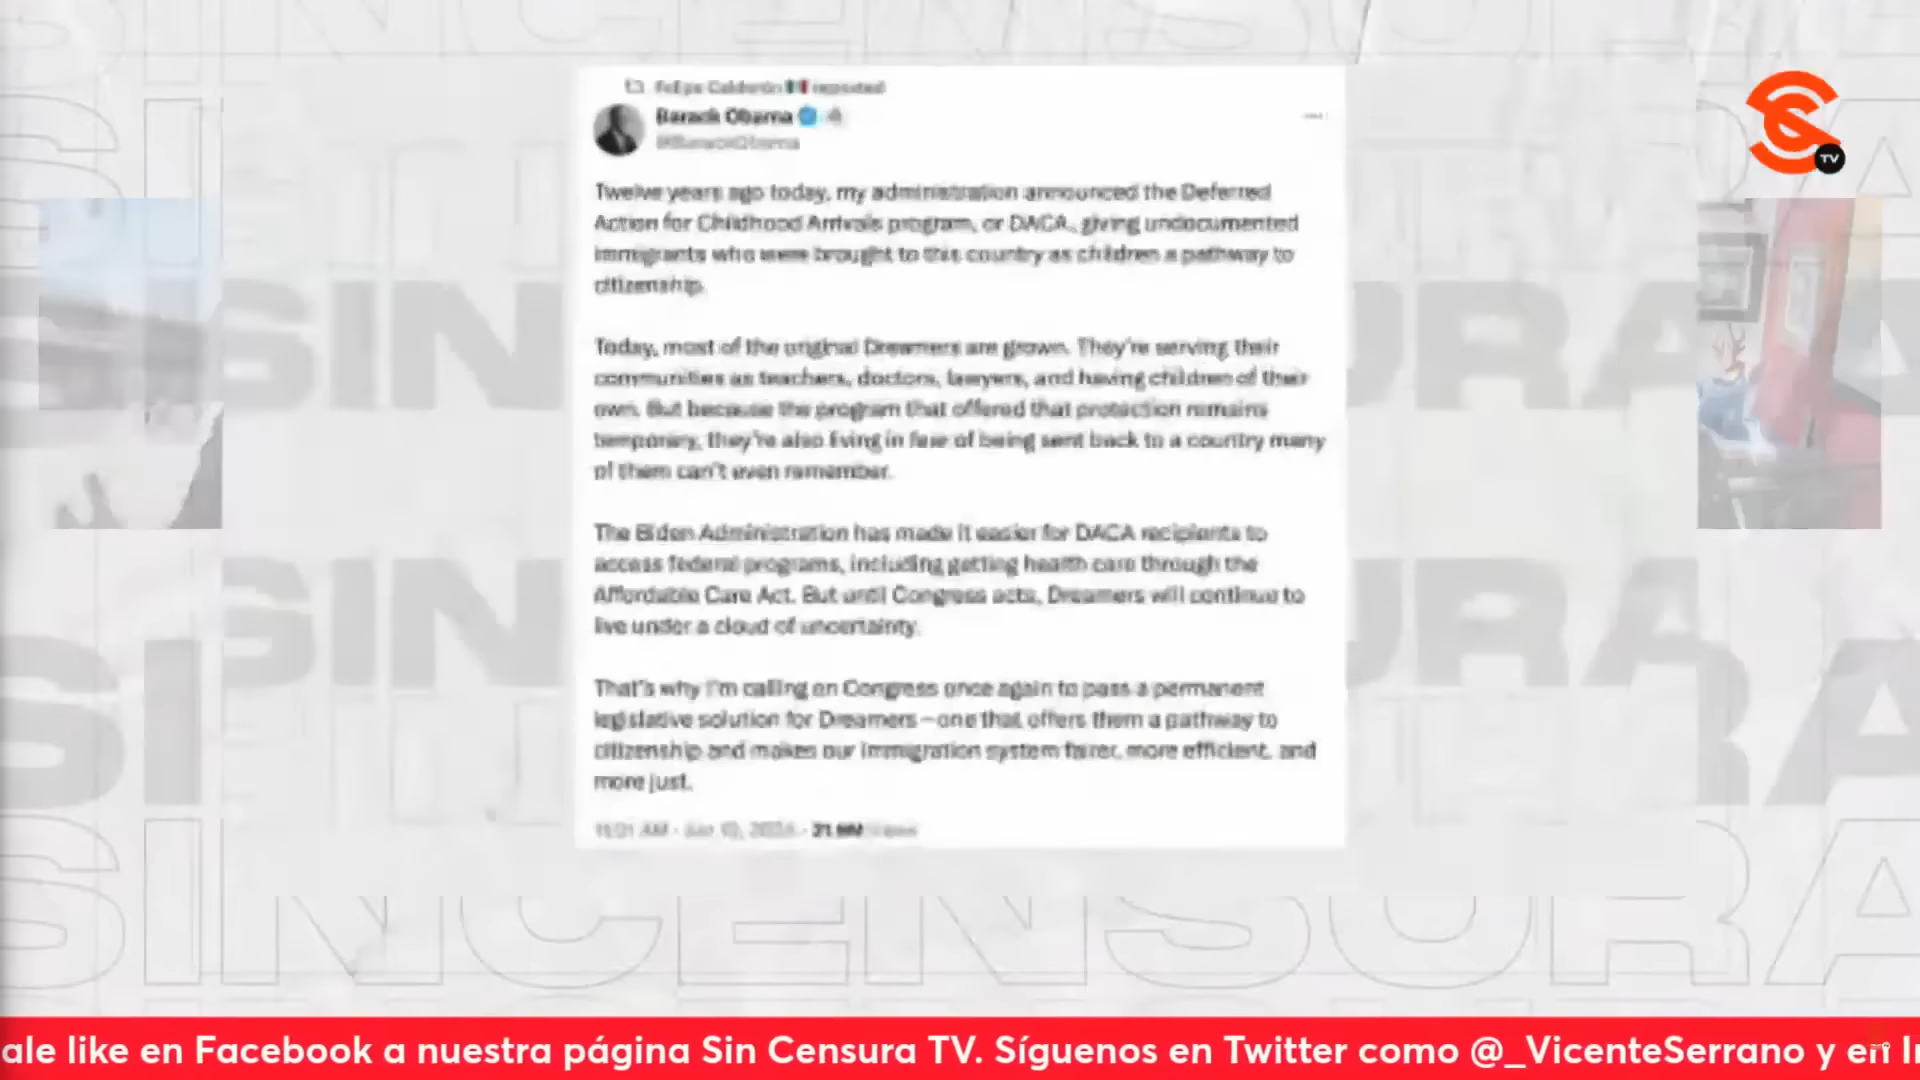 SINCENSURA
Felipe Calderón reposted
Barack Obama
@BarackObama
TV
Twelve years ago today, my administration announced the Deferred
Action for Childhood Arrivals program, or DACA, giving undocumented
immigrants who were brought to this country as children a pathway to
citizenship.
Today, most of the original Dreamers are grown. They're serving their
communities as teachers, doctors, lawyers, and having children of their
own. But because the program that offered that protection remains
temporary, they're also living in fear of being sent back to a country many
of them can't even remember.
The Biden Administration has made it easier for DACA recipients to
access federal programs, including getting health care through the
Affordable Care Act. But until Congress acts, Dreamers will continue to
live under a cloud of uncertainty.
That's why I'm calling on Congress once again to pass a permanent
legislative solution for Dreamers—one that offers them a pathway to
citizenship and makes our immigration system fairer, more efficient, and
more just.
Views
SINCENSURA
ale like en Facebook a nuestra página Sin Censura TV. Síguenos en Twitter como @_VicenteSerrano y en